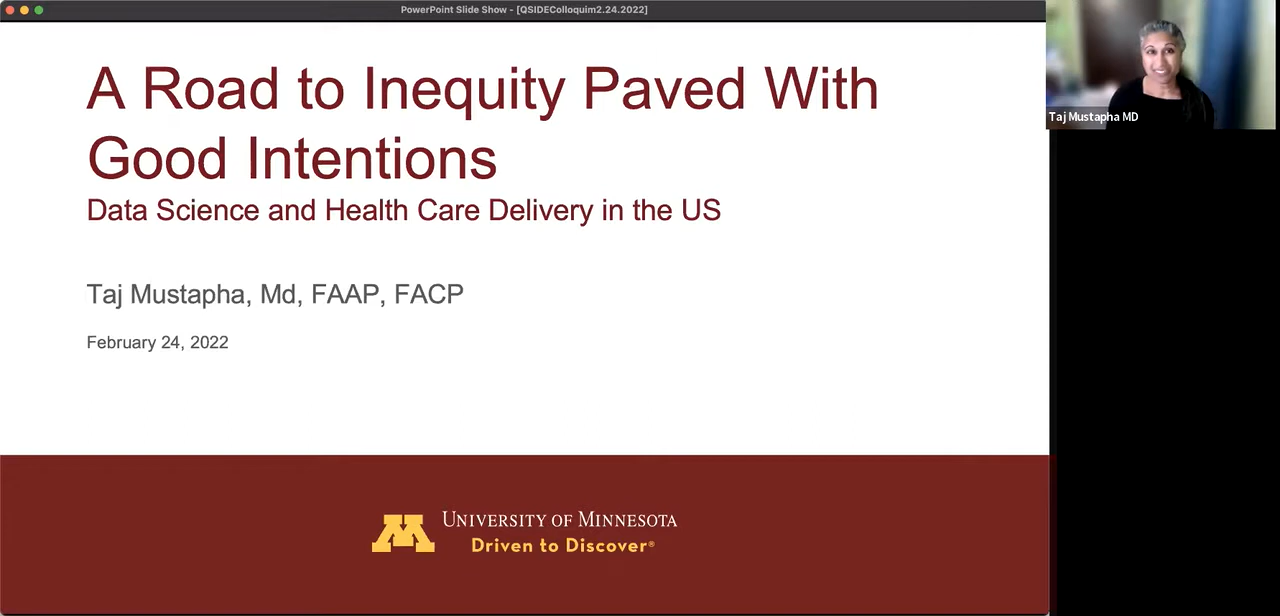 PowerPoint Slide Show - [QSIDEColloquim2.24.2022]
A Road to Inequity Paved With
Good Intentions
Data Science and Health Care Delivery in the US
Taj Mustapha, Md, FAAP, FACP
February 24, 2022
UNIVERSITY OF MINNESOTA
Driven to Discover®
Taj Mustapha MD